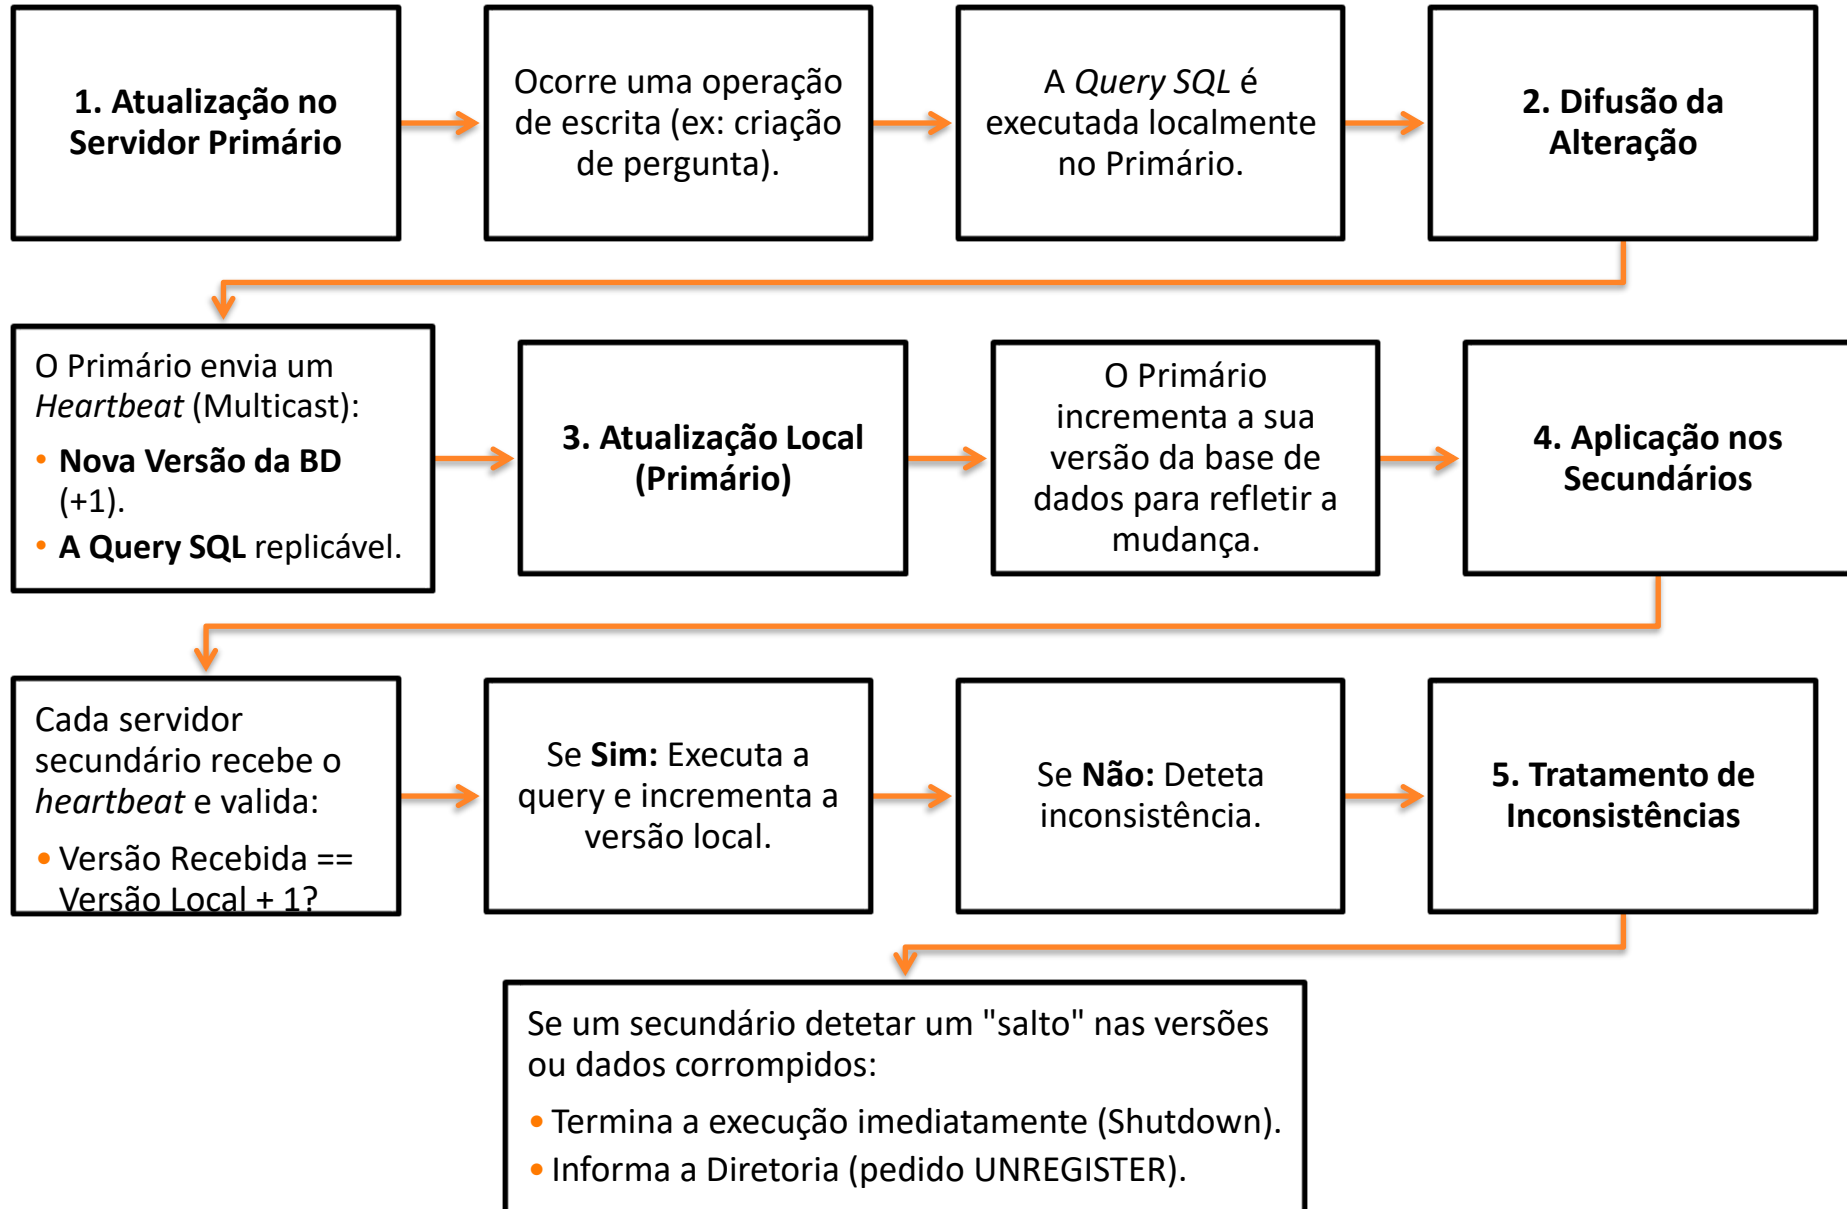 1. Atualização no
Servidor Primário
Ocorre uma operação
de escrita (ex: criação
de pergunta).
A Query SQL é
executada localmente
no Primário.
2. Difusão da
Alteração
O Primário envia um
Heartbeat (Multicast):
• Nova Versão da BD
(+1).
• A Query SQL replicável.
3. Atualização Local
(Primário)
O Primário
incrementa a sua
versão da base de
dados para refletir a
mudança.
4. Aplicação nos
Secundários
Cada servidor
secundário recebe o
heartbeat e valida:
• Versão Recebida ==
Versão Local + 1?
Se Sim: Executa a
query e incrementa a
versão local.
Se Não: Deteta
inconsistência.
5. Tratamento de
Inconsistências
Se um secundário detetar um "salto" nas versões
ou dados corrompidos:
• Termina a execução imediatamente (Shutdown).
• Informa a Diretoria (pedido UNREGISTER).